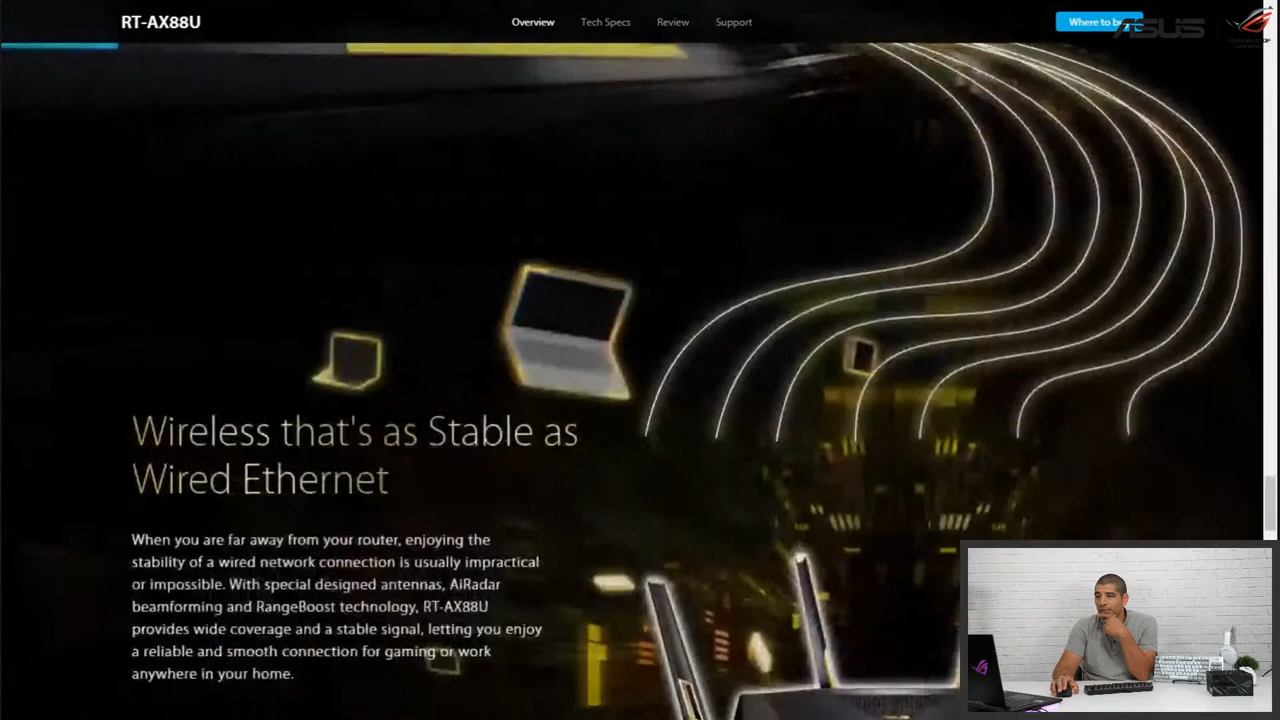 RT-AX88U
Overview
Tech Specs
Review
Support
Where to
ASUS
Wireless that's as Stable as
Wired Ethernet
When you are far away from your router, enjoying the
stability of a wired network connection is usually impractical
or impossible. With special designed antennas, AiRadar
beamforming and RangeBoost technology, RT-AX88U
provides wide coverage and a stable signal, letting you enjoy
a reliable and smooth connection for gaming or work
anywhere in your home.